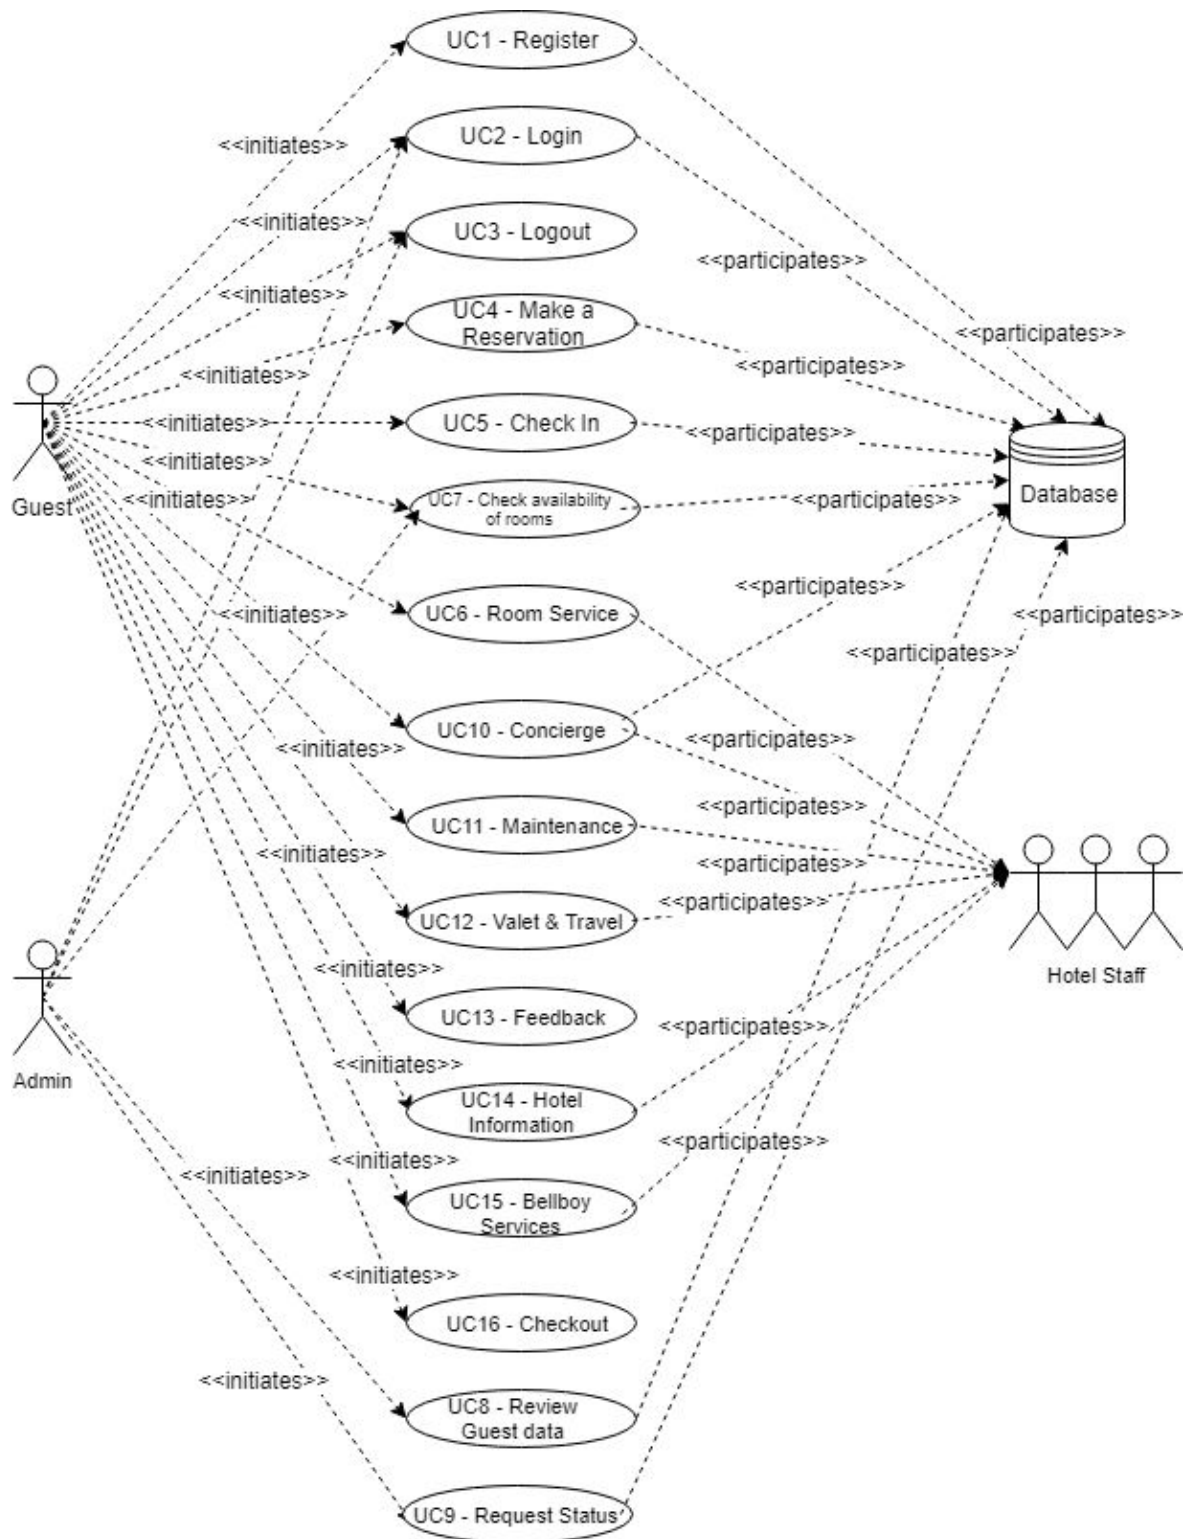 UC1 - Register
<<initiates>>
UC2 - Login
<<initiates>>
UC3 - Logout
<<participates>>
<<initiates>>
UC4 - Make a
Reservation
<<participates>>
<<initiates>>
<<participates>>
<<initiates>>
UC5 - Check In
<<participates>>
<<initiates>>
Guest
<<initiates>>
UC7 - Check availability
of rooms
<<participates>>
Database
<<participates>>
<<initiates>>
UC6 - Room Service
<<participates>>
<<participates>>
UC10 - Concierge
<<participates>>
<<initiates>>
<<participates>>
UC11 - Maintenance
<<initiates>>
<<participates>>
UC12 - Valet & Travel
<<participates>>
<<initiates>>
Hotel Staff
UC13 - Feedback
<<participates>>
<<initiates>>
Admin
UC14 - Hotel
Information
<<participates>>
<<initiates>>
<<initiates>>
UC15 - Bellboy
Services
<<initiates>>
UC16 - Checkout
<<initiates>>
UC8 - Review
Guest data
UC9 - Request Status